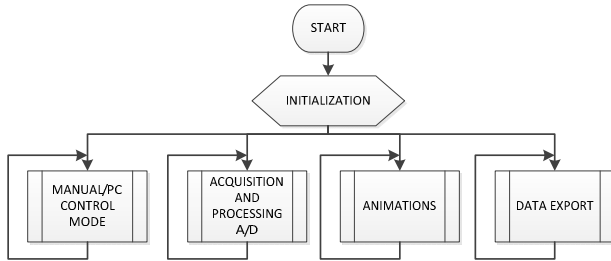 START
INITIALIZATION
MANUAL/PC
CONTROL
MODE
ACQUISITION
AND
PROCESSING
A/D
ANIMATIONS
DATA EXPORT